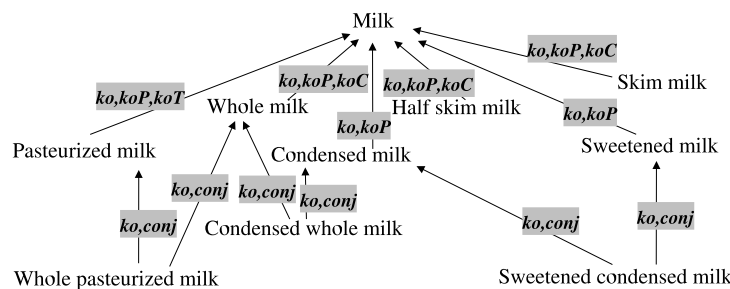 Milk
ko,koP,koC
ko,koP,koC
ko,koP,koC
Skim milk
ko,koP,koT
Whole milk
Half skim milk
ko,koP
ko,koP
Pasteurized milk
Condensed milk
Sweetened milk
ko,conj
ko,conj
ko,conj
ko,conj
ko,conj
ko,conj
Condensed whole milk
Whole pasteurized milk
Sweetened condensed milk